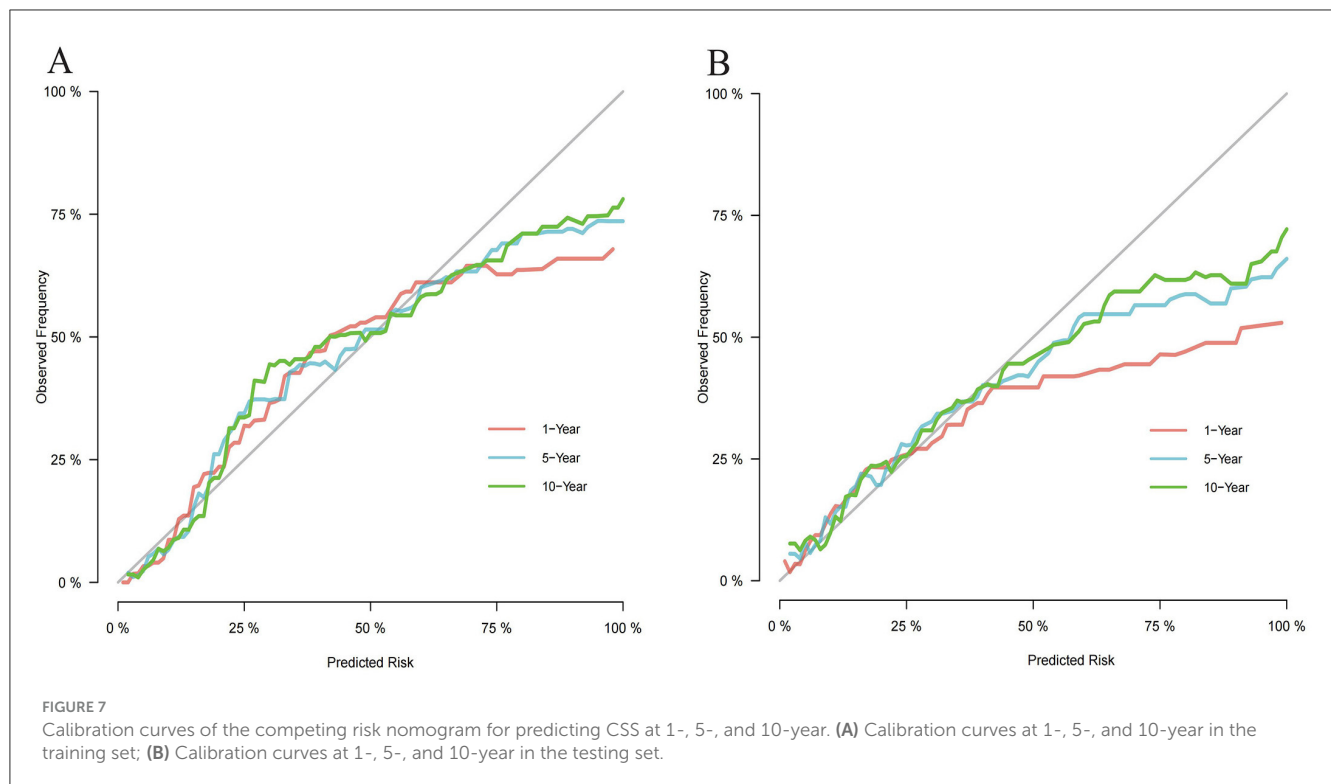 A
100 %
75 %
50 %
25 %
0 %
Observed Frequency
1-Year
5-Year
10-Year
0 %
25 %
50 %
75 %
100 %
Predicted Risk
B
100 %
75 %
50 %
25 %
0 %
Observed Frequency
1-Year
5-Year
10-Year
0 %
25 %
50 %
75 %
100 %
Predicted Risk
FIGURE 7
Calibration curves of the competing risk nomogram for predicting CSS at 1-, 5-, and 10-year. (A) Calibration curves at 1-, 5-, and 10-year in the
training set; (B) Calibration curves at 1-, 5-, and 10-year in the testing set.